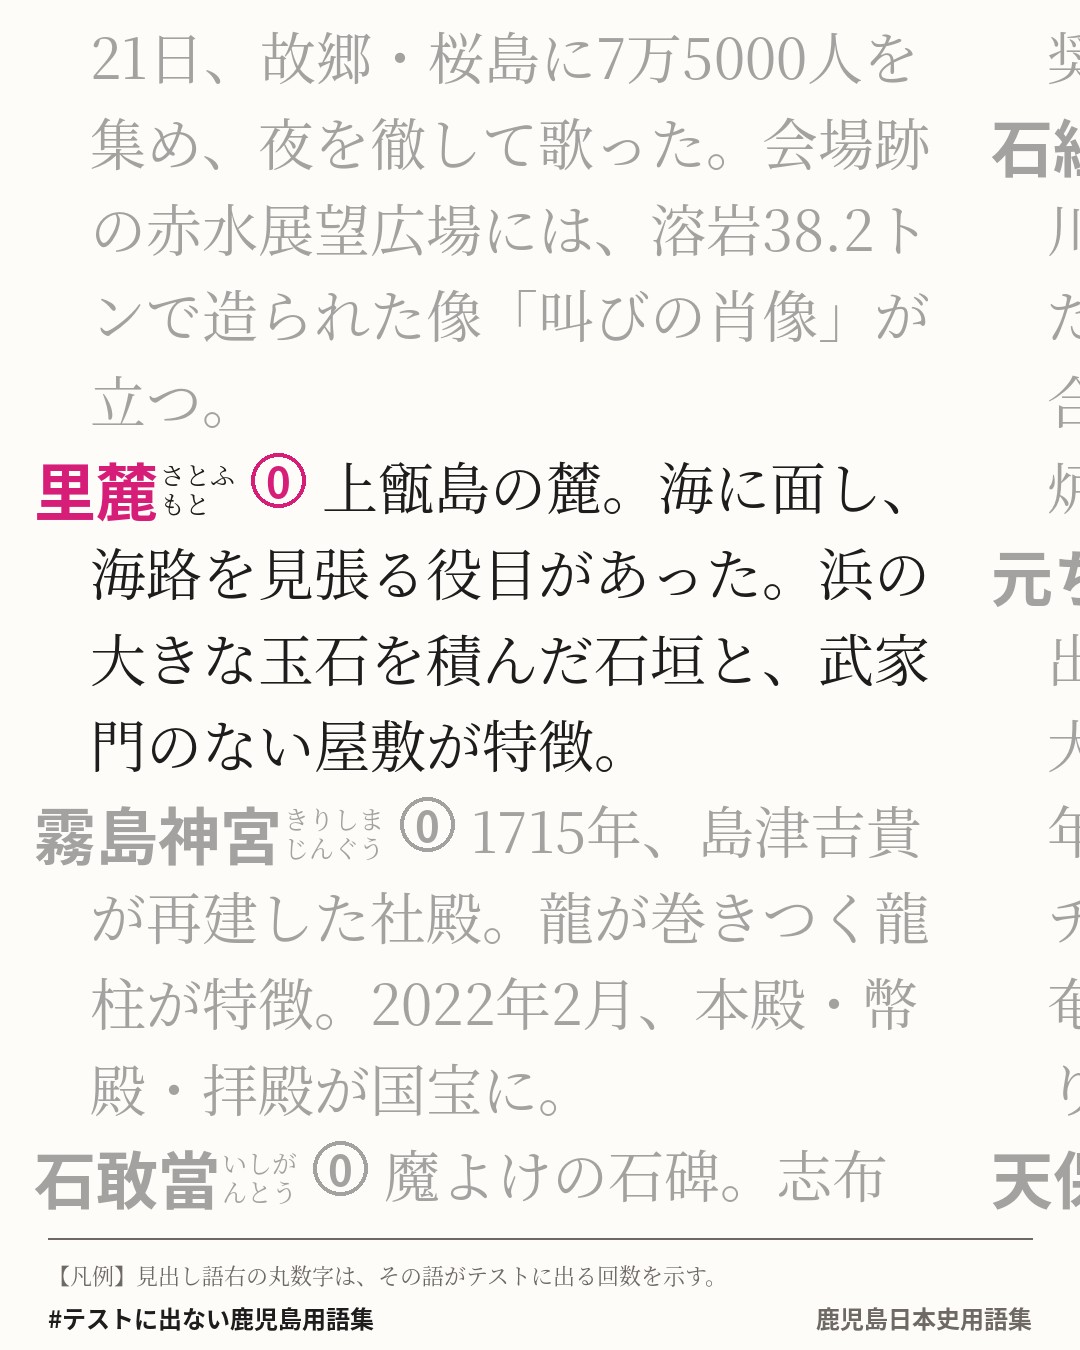 21日、故郷・桜島に7万5000人を
集め、夜を徹して歌った。会場跡
の赤水展望広場には、溶岩38.2ト
ンで造られた像「叫びの肖像」が
立つ。
里麓 さとふもと ⓪ 上甑島の麓。海に面し、
海路を見張る役目があった。浜の
大きな玉石を積んだ石垣と、武家
門のない屋敷が特徴。
霧島神宮 きりしまじんぐう ⓪ 1715年、島津吉貴
が再建した社殿。龍が巻きつく龍
柱が特徴。2022年2月、本殿・幣
殿・拝殿が国宝に。
石敢當 いしがんとう ⓪ 魔よけの石碑。志布
石
川
合
元
年
天
【凡例】見出し語右の丸数字は、その語がテストに出る回数を示す。
#テストに出ない鹿児島用語集
鹿児島日本史用語集